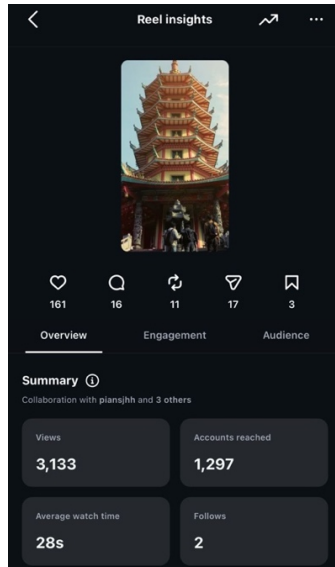 Reel insights
161 16 11 17 3
Overview Engagement Audience
Summary
Collaboration with piansjhh and 3 others
Views Accounts reached
3,133 1,297
Average watch time Follows
28s 2